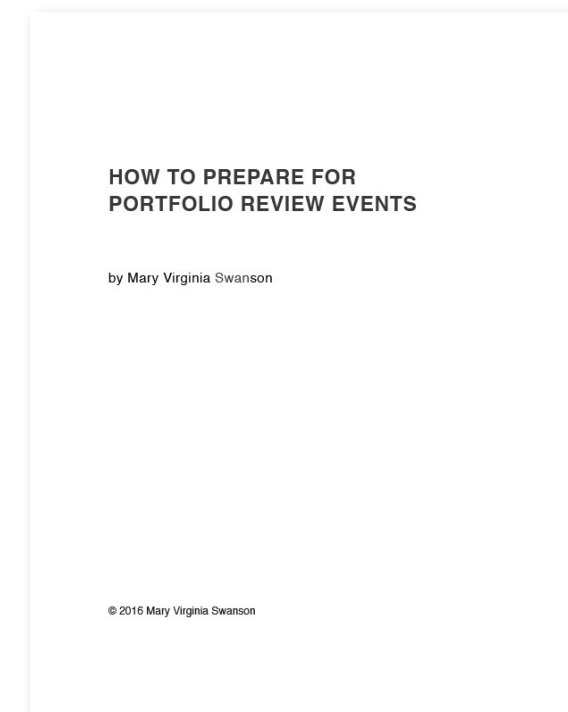 HOW TO PREPARE FOR
PORTFOLIO REVIEW EVENTS
by Mary Virginia Swanson
© 2016 Mary Virginia Swanson